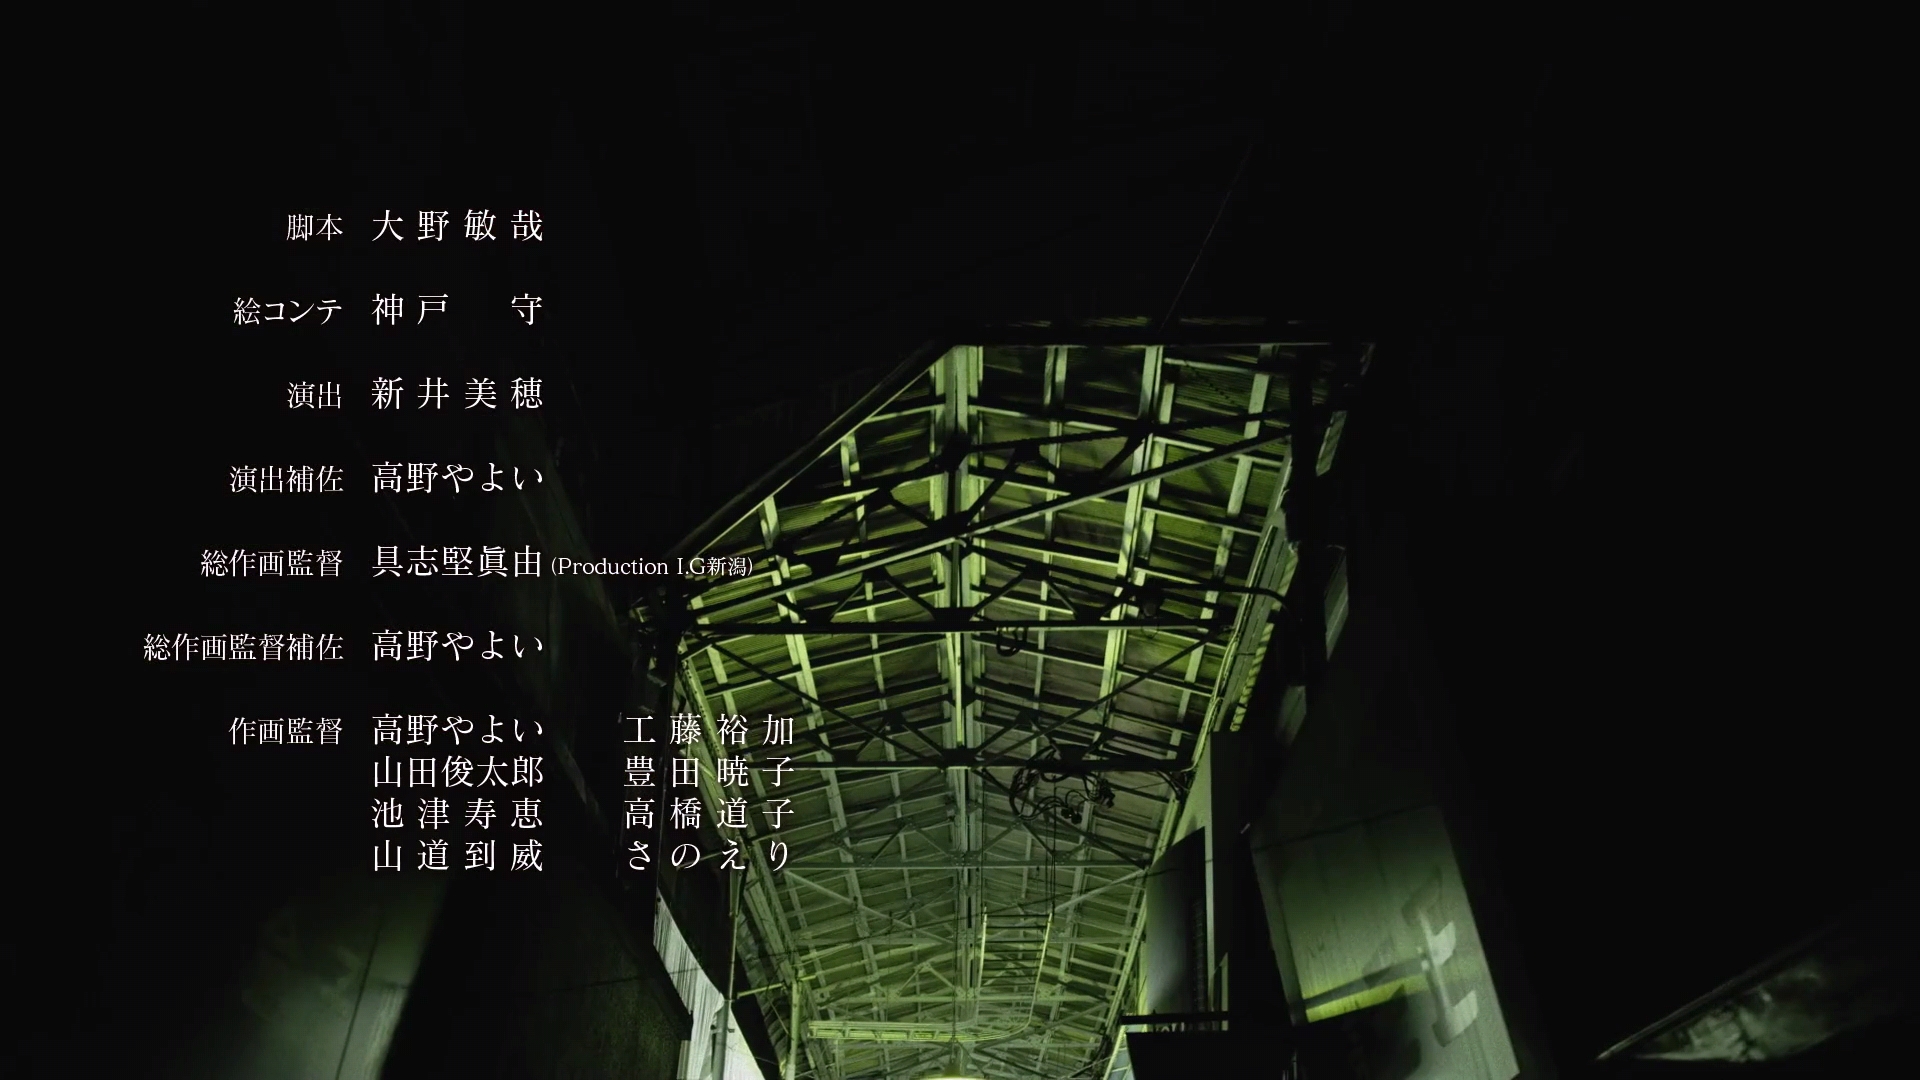 脚本 大野敏哉
絵コンテ 神戸 守
演出 新井美穂
演出補佐 高野やよい
総作画監督 具志堅眞由 (Production I.G新潟)
総作画監督補佐 高野やよい
作画監督 高野やよい 工藤裕加
山田俊太郎 豊田暁子
池津寿恵 高橋道子
山道到威 さのえり